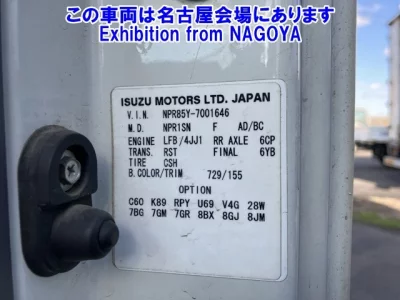 この車両は名古屋会場にあります
Exhibition from NAGOYA
ISUZU MOTORS LTD. JAPAN
V.I.N. NPR85Y-7001646
M.D. NPR1SN F AD/BC
ENGINE LFB/4JJ1 RR AXLE 6CP
TRANS. RST FINAL 6YB
TIRE CSH
B.COLOR/TRIM 729/155
OPTION
C60 K89 RPY U69 V4G 28W
7BG 7GM 7GR 8BX 8GJ 8JM